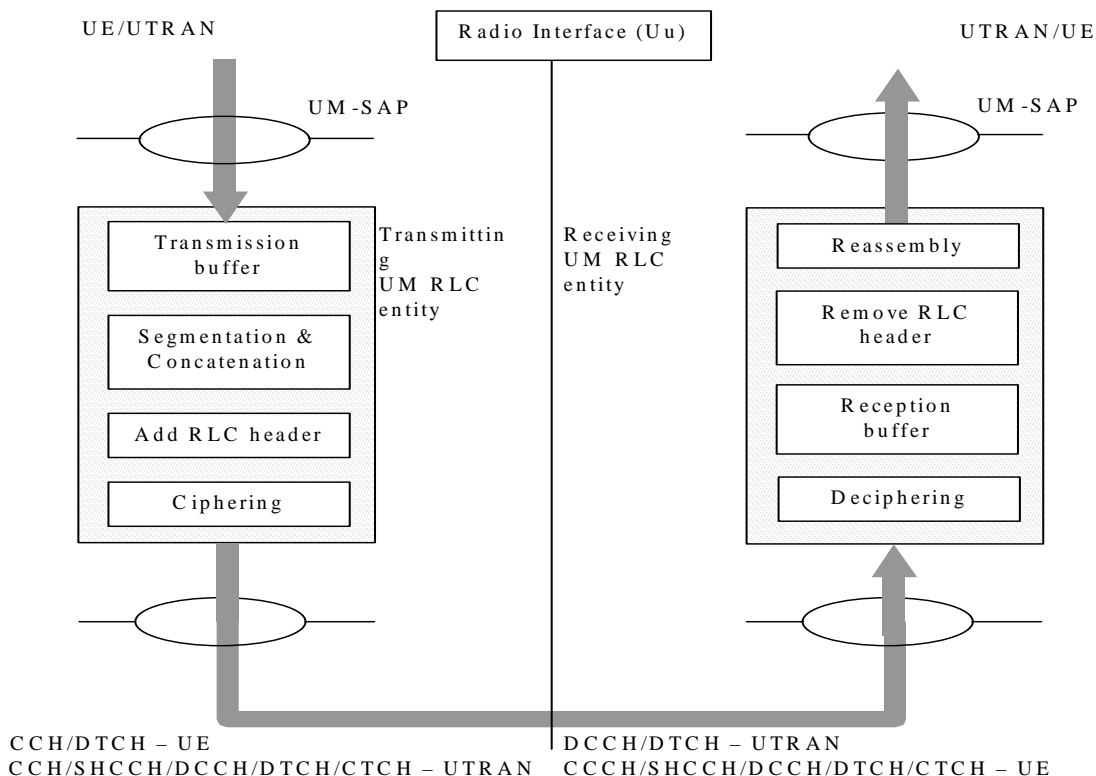 UE/UTRAN
Radio Interface (Uu)
UTRAN/UE
UM-SAP
UM-SAP
Transmission
buffer
Segmentation &
Concatenation
Add RLC header
Ciphering
Transmittin
g
UM RLC
entity
Receiving
UM RLC
entity
Reassembly
Remove RLC
header
Reception
buffer
Deciphering
CCH/DTCH – UE
CCH/SHCCH/DCCH/DTCH/CTCH – UTRAN
DCCH/DTCH – UTRAN
CCCH/SHCCH/DCCH/DTCH/CTCH – UE